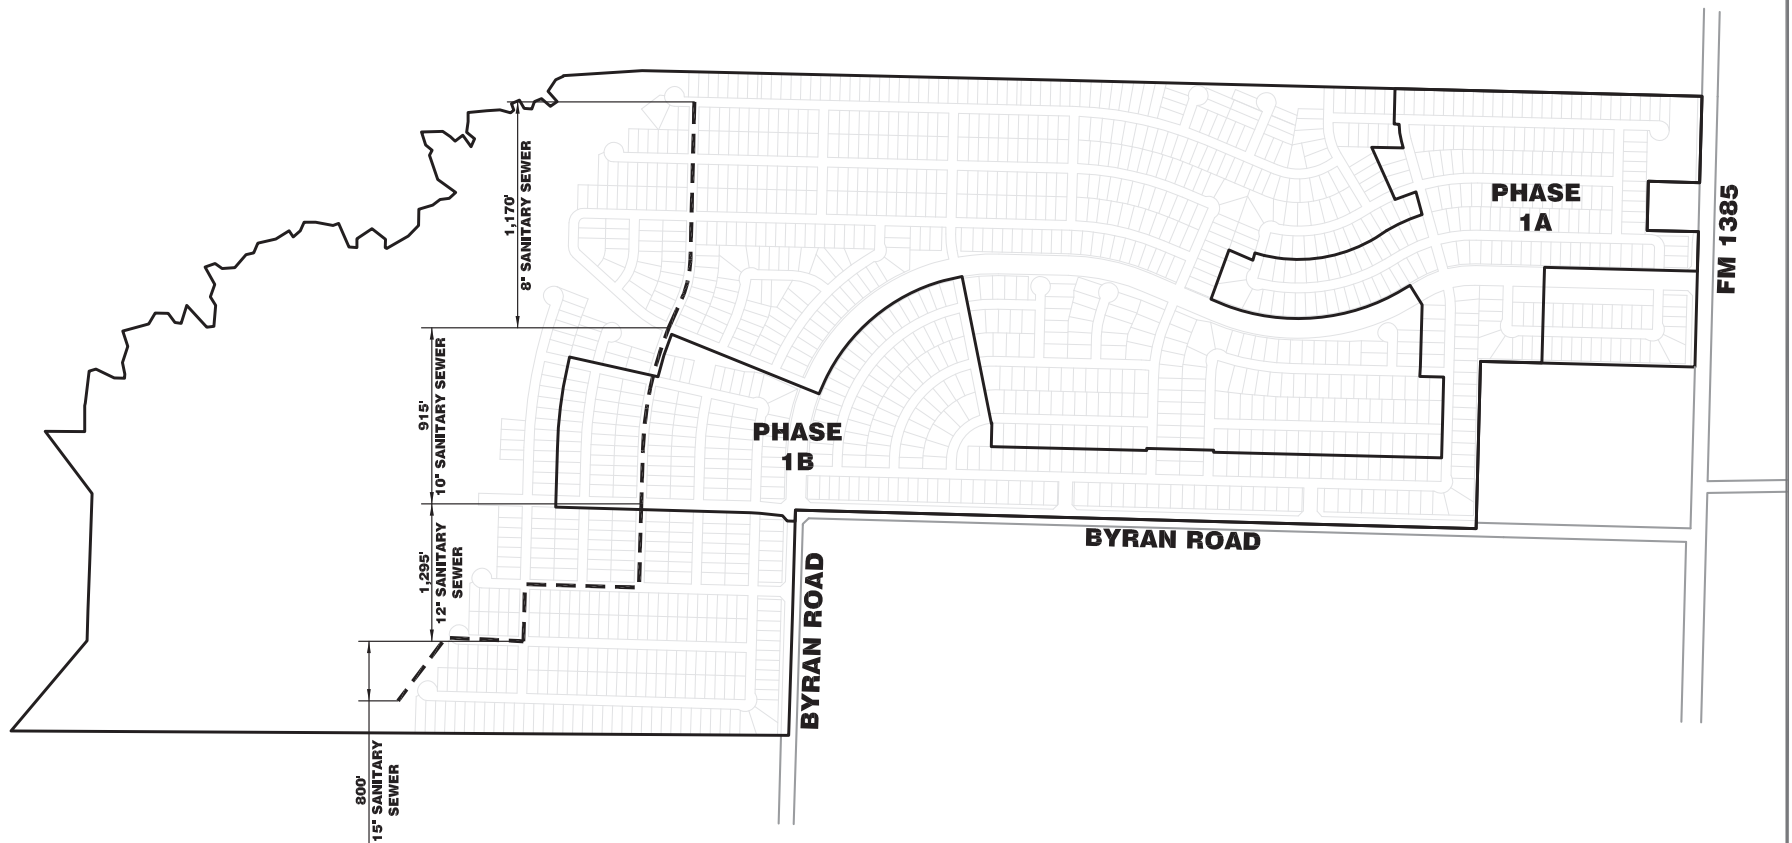 1,170'
8" SANITARY SEWER
915'
10" SANITARY SEWER
1,295'
12" SANITARY
SEWER
800'
15" SANITARY
SEWER
PHASE
1A
PHASE
1B
FM 1385
BYRAN ROAD
BYRAN ROAD